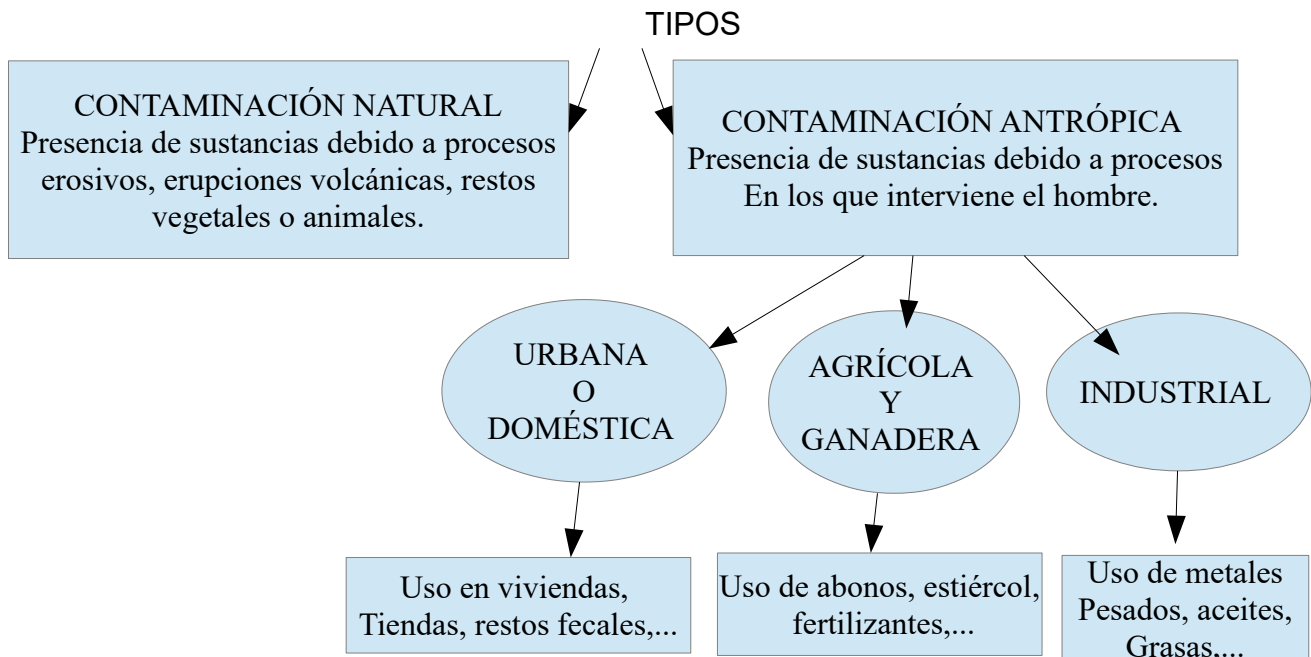 TIPOS
CONTAMINACIÓN NATURAL
Presencia de sustancias debido a procesos
erosivos, erupciones volcánicas, restos
vegetales o animales.
CONTAMINACIÓN ANTRÓPICA
Presencia de sustancias debido a procesos
En los que interviene el hombre.
URBANA
O
DOMÉSTICA
AGRÍCOLA
Y
GANADERA
INDUSTRIAL
Uso en viviendas,
Tiendas, restos fecales,...
Uso de abonos, estiércol,
fertilizantes,...
Uso de metales
Pesados, aceites,
Grasas,...